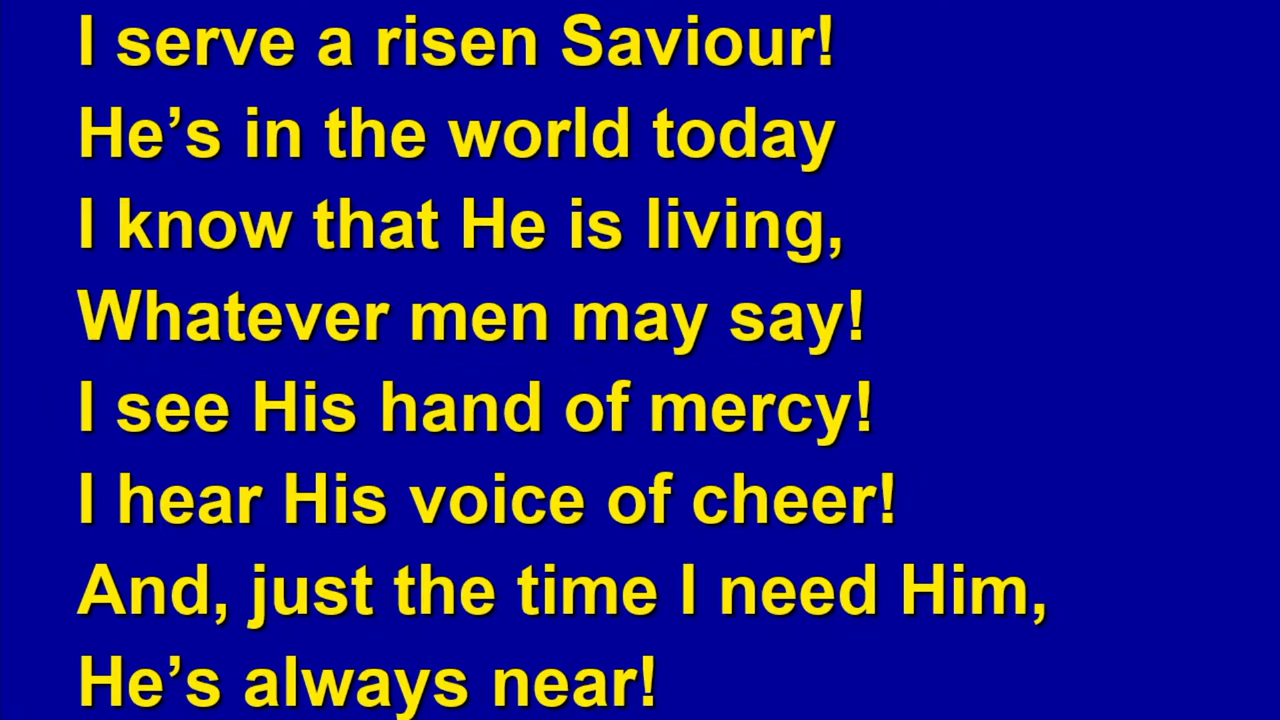 I serve a risen Saviour!
He’s in the world today
I know that He is living,
Whatever men may say!
I see His hand of mercy!
I hear His voice of cheer!
And, just the time I need Him,
He’s always near!